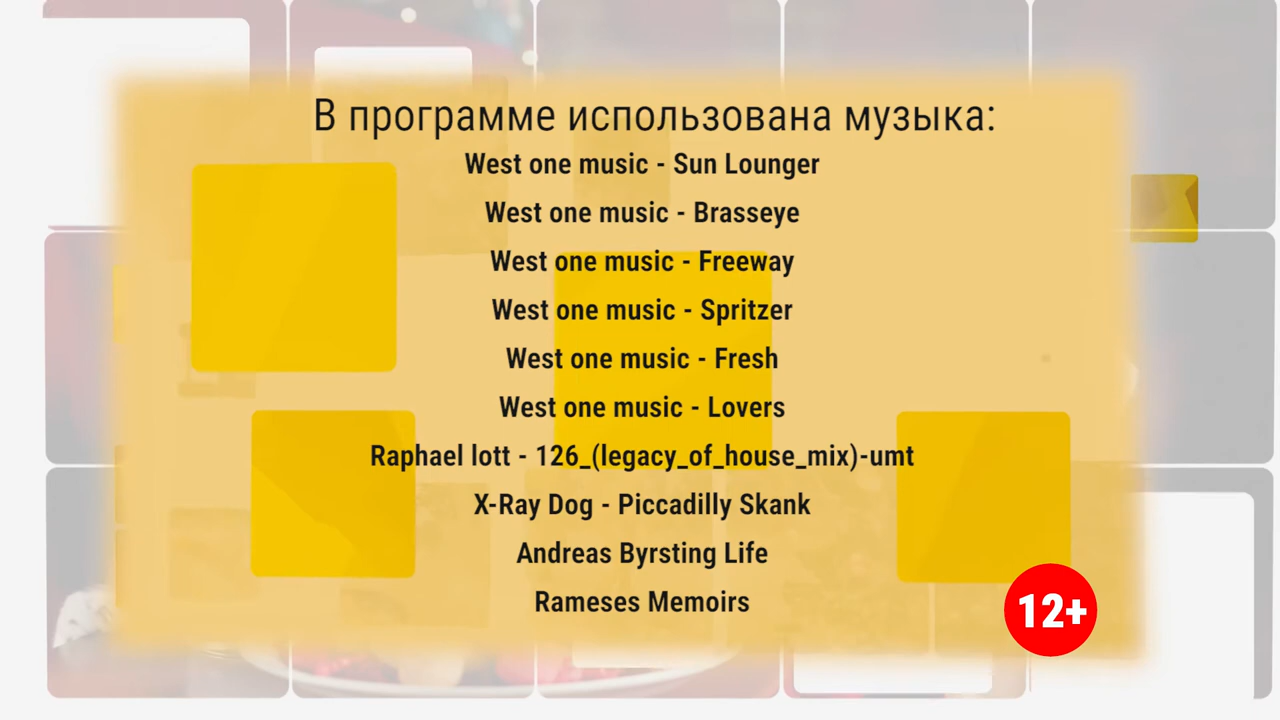 В программе использована музыка:
West one music - Sun Lounger
West one music - Brasseye
West one music - Freeway
West one music - Spritzer
West one music - Fresh
West one music - Lovers
Raphael lott - 126_(legacy_of_house_mix)-umt
X-Ray Dog - Piccadilly Skank
Andreas Byrsting Life
Rameses Memoirs
12+